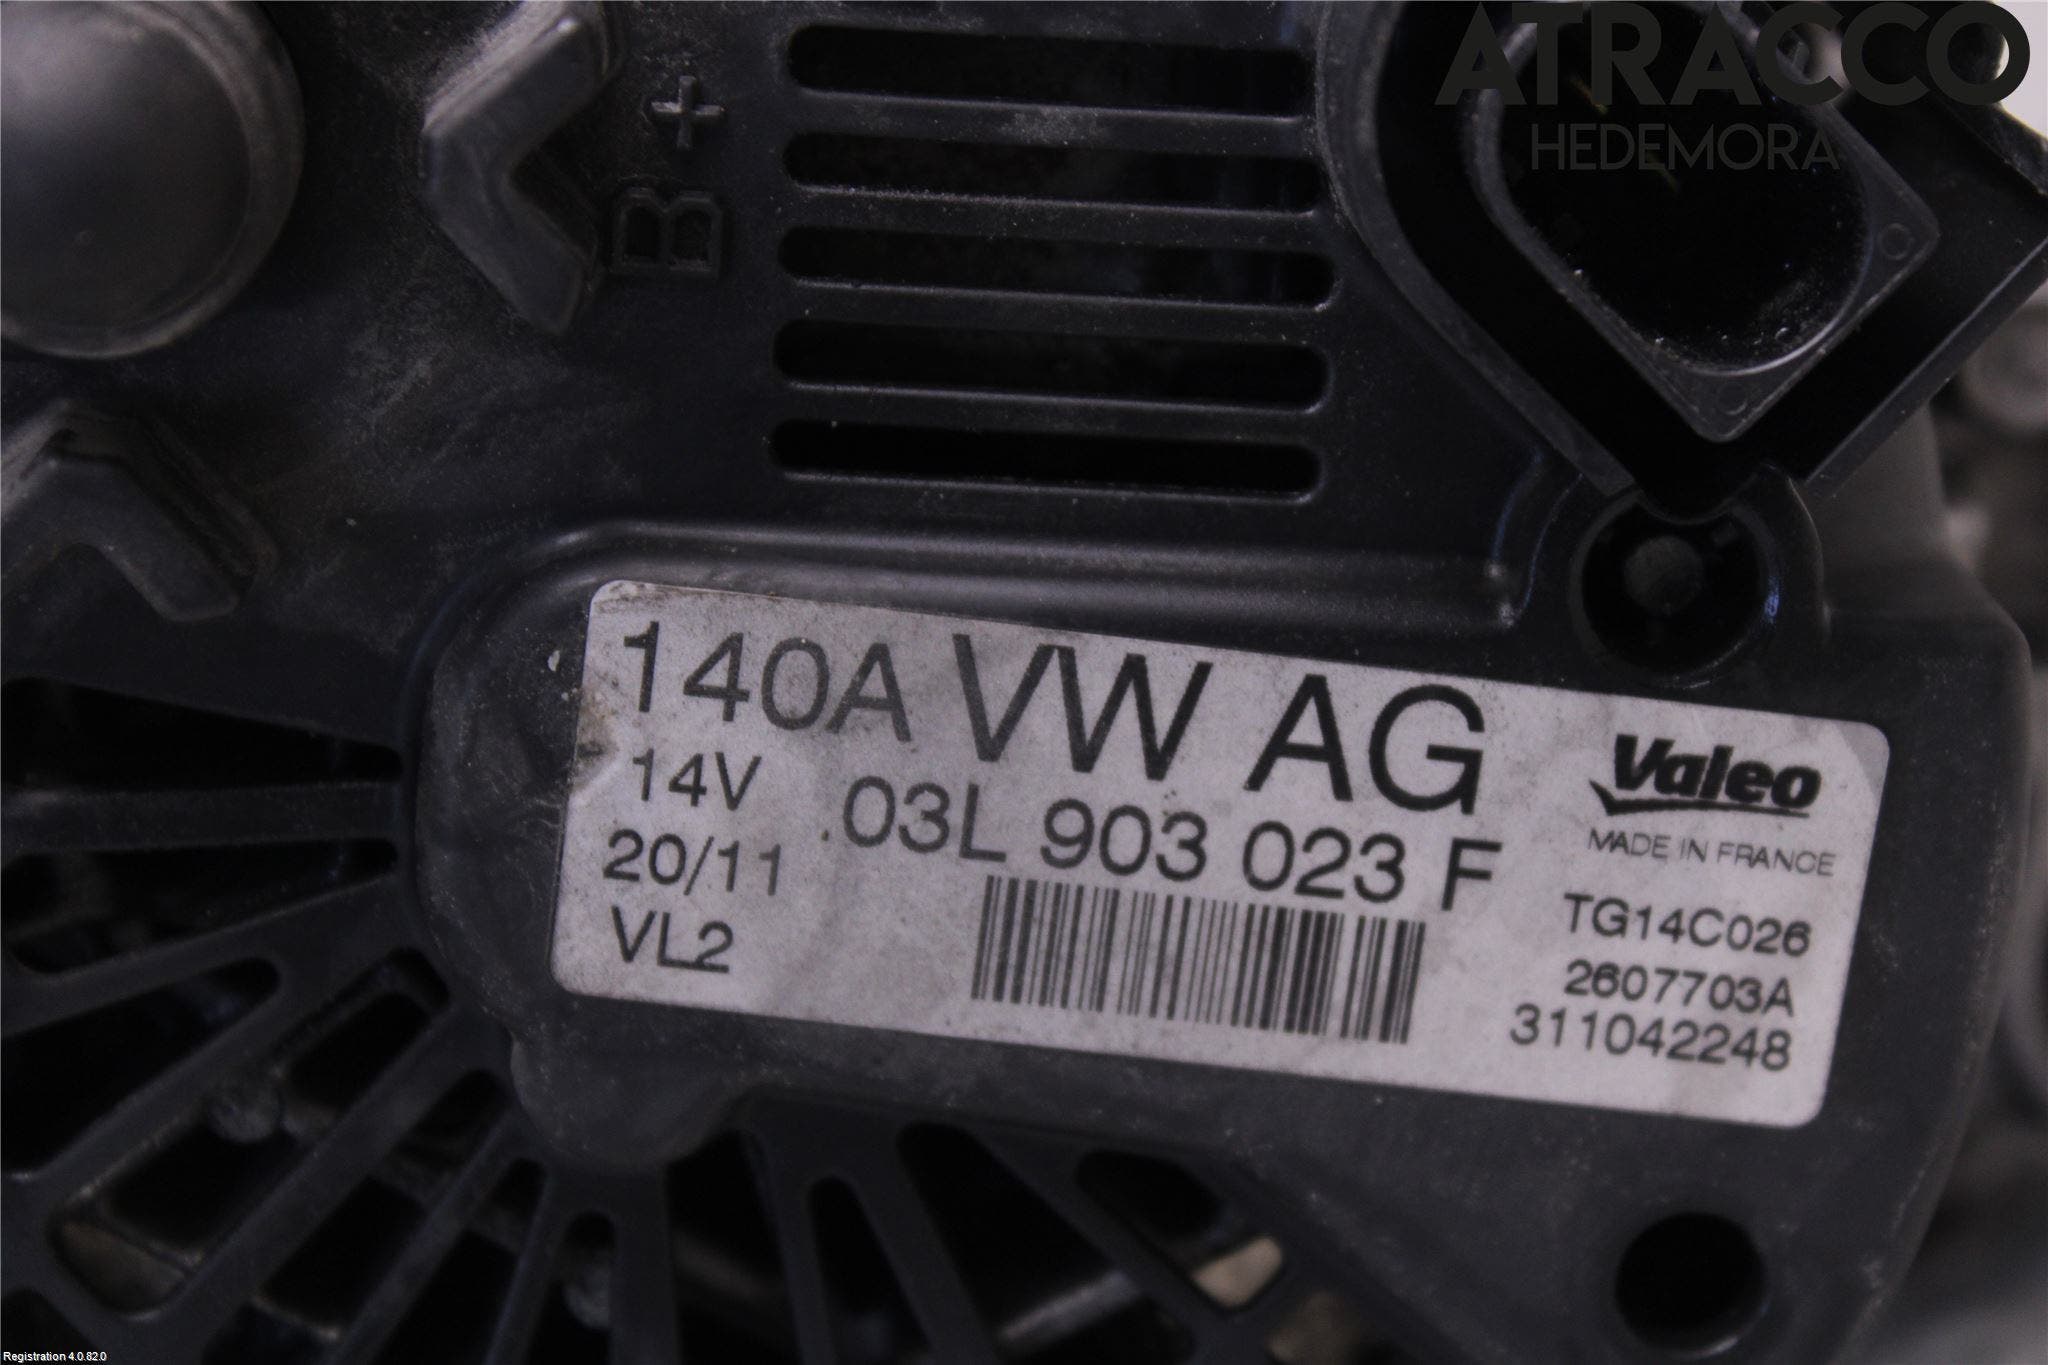 ATRACCO
HEDEMORA
B+
140A VW AG
14V 03L 903 023 F
20/11
VL2
Valeo
MADE IN FRANCE
TG14C026
2607703A
311042248
Registration 4.0.82.0